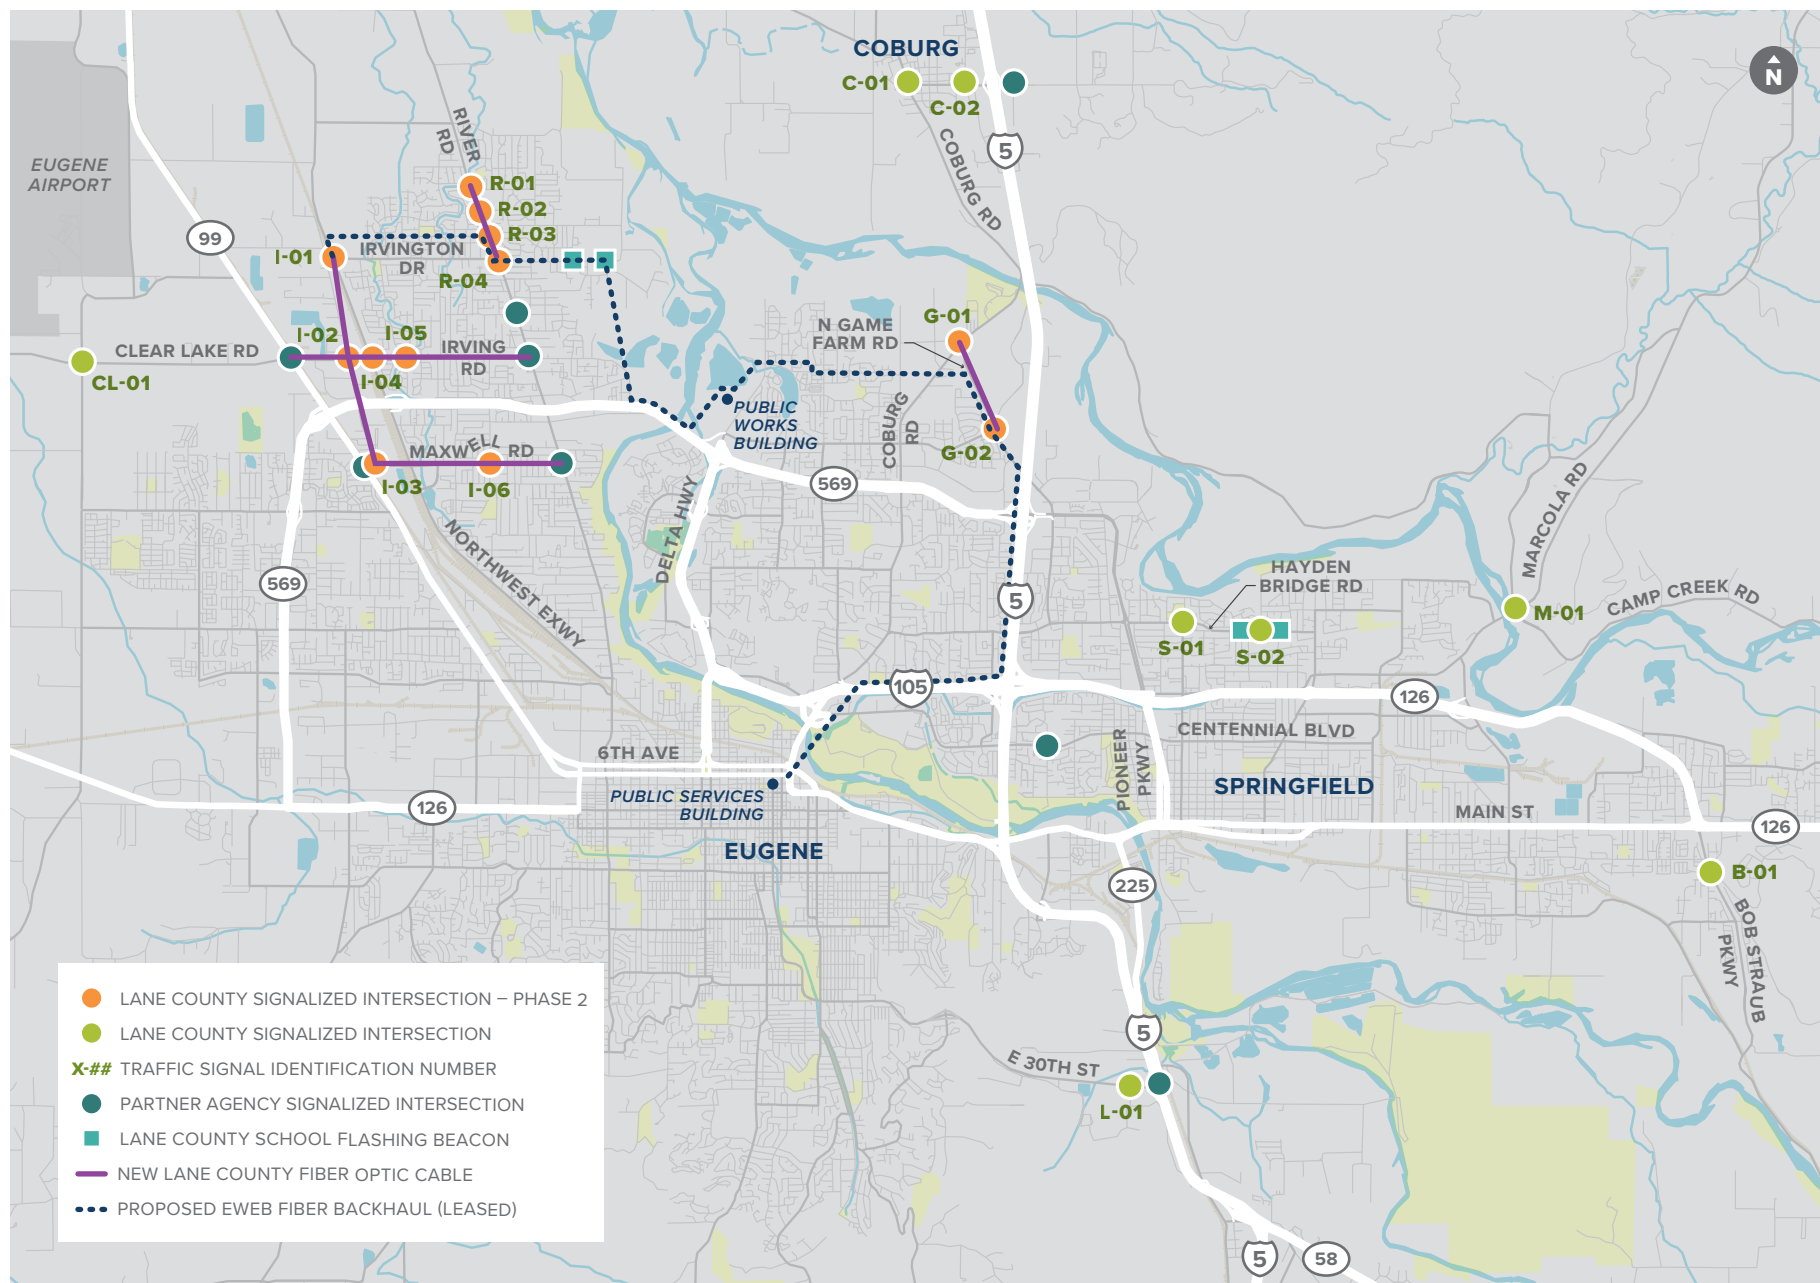 COBURG
N
C-01
C-02
RIVER
RD
COBURG RD
5
EUGENE
AIRPORT
R-01
R-02
R-03
99
I-01
IRVINGTON
DR
R-04
G-01
N GAME
FARM RD
I-02
I-05
CLEAR LAKE RD
IRVING
RD
CL-01
I-04
PUBLIC
WORKS
BUILDING
COBURG
RD
G-02
MAXWELL RD
I-03
I-06
569
DELTA HWY
MARCOLA RD
NORTHWEST EXWY
569
5
HAYDEN
BRIDGE RD
CAMP CREEK RD
M-01
S-01
S-02
105
126
6TH AVE
CENTENNIAL BLVD
PIONEER
PKWY
PUBLIC SERVICES
BUILDING
SPRINGFIELD
126
MAIN ST
126
EUGENE
225
B-01
BOB STRAUB
PKWY
5
E 30TH ST
L-01
5
58
LANE COUNTY SIGNALIZED INTERSECTION – PHASE 2
LANE COUNTY SIGNALIZED INTERSECTION
X-## TRAFFIC SIGNAL IDENTIFICATION NUMBER
PARTNER AGENCY SIGNALIZED INTERSECTION
LANE COUNTY SCHOOL FLASHING BEACON
NEW LANE COUNTY FIBER OPTIC CABLE
PROPOSED EWEB FIBER BACKHAUL (LEASED)